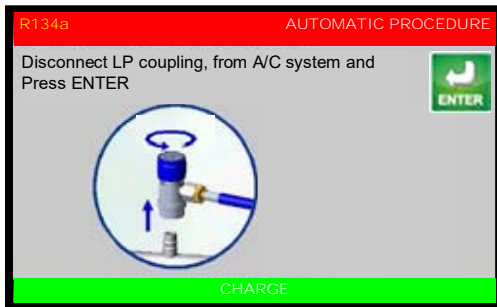 R134a AUTOMATIC PROCEDURE
Disconnect LP coupling, from A/C system and
Press ENTER
ENTER
CHARGE